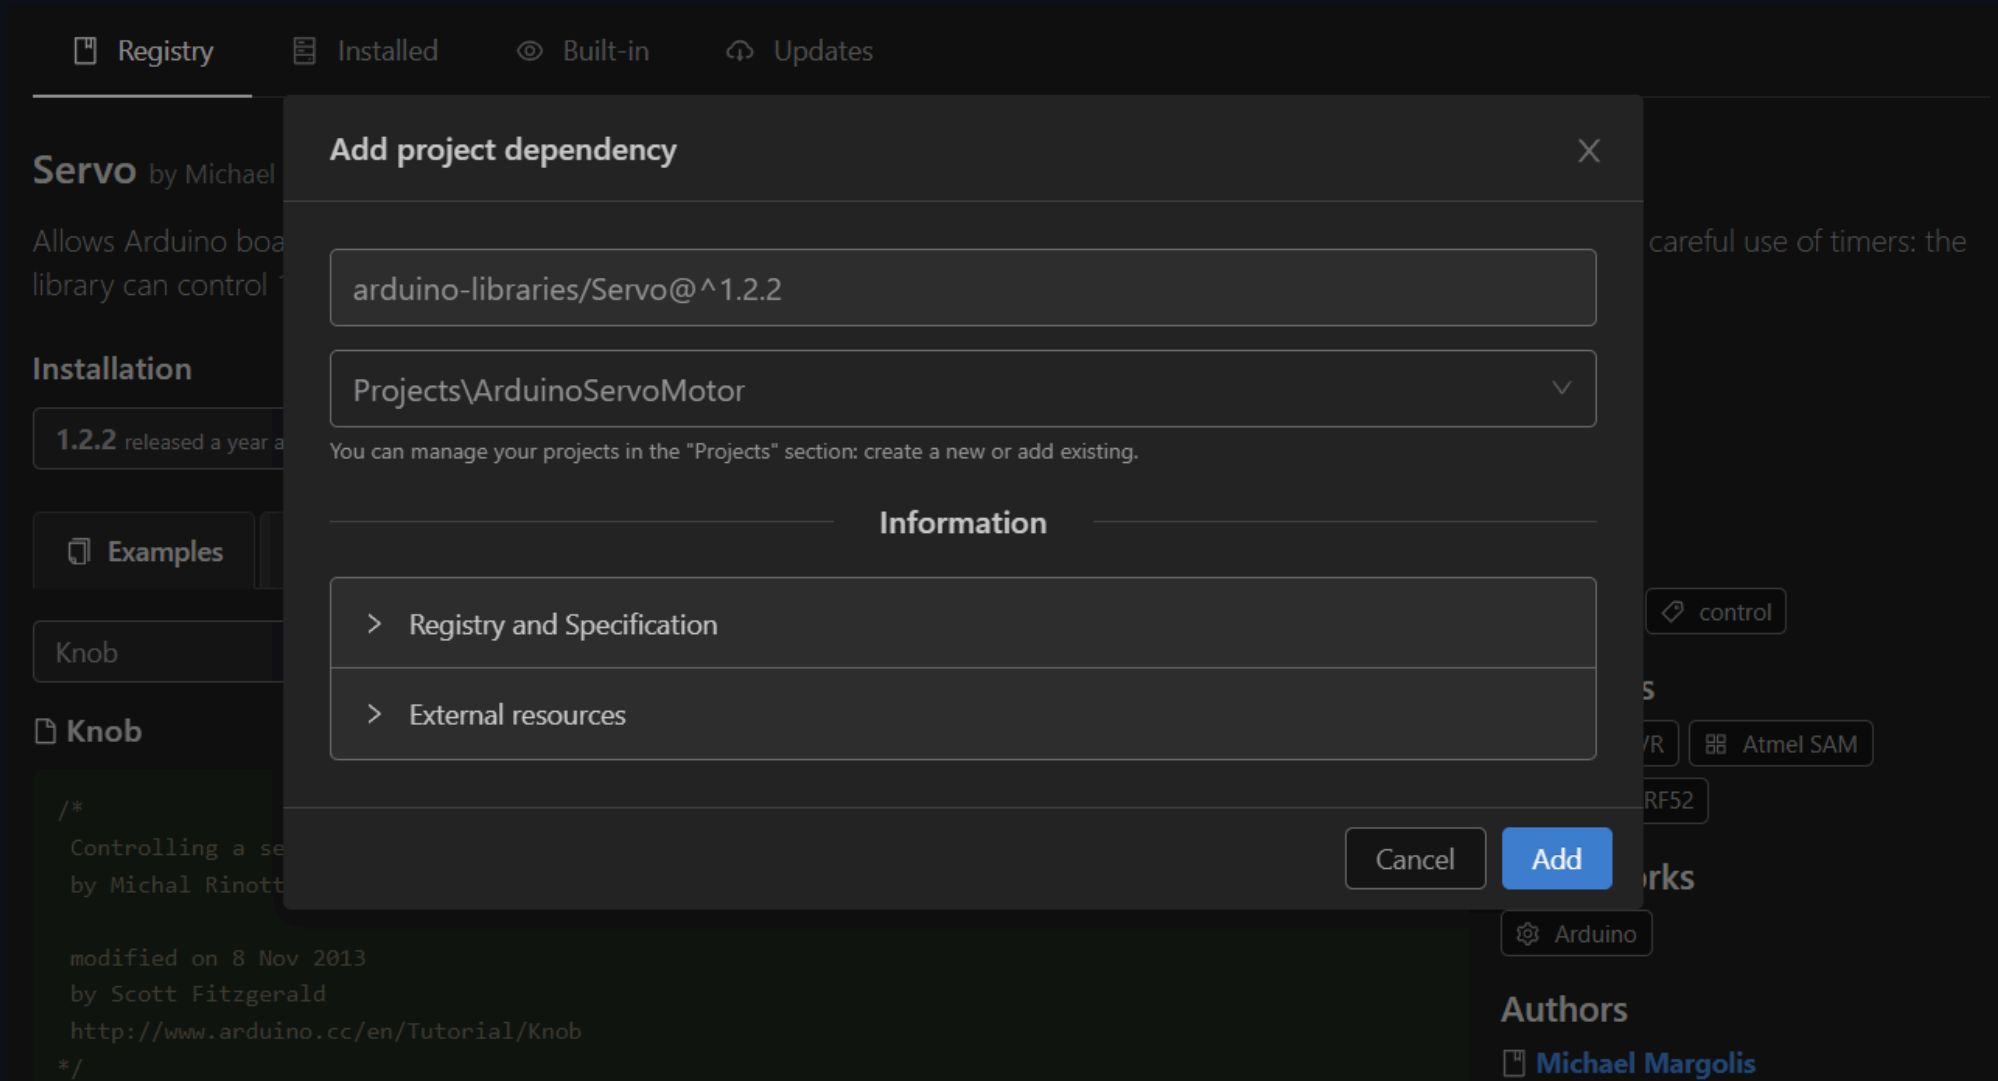 Registry Installed Built-in Updates
Add project dependency
Servo by Michael
Allows Arduino boa
careful use of timers: the
library can control
arduino-libraries/Servo@^1.2.2
Installation
Projects\ArduinoServoMotor
1.2.2 released a year a
You can manage your projects in the "Projects" section: create a new or add existing.
Information
Examples
Registry and Specification
control
Knob
External resources
Knob
s
VR Atmel SAM
RF52
/*
Controlling a se
by Michal Rinott
Cancel Add
rks
Arduino
modified on 8 Nov 2013
by Scott Fitzgerald
http://www.arduino.cc/en/Tutorial/Knob
*/
Authors
Michael Margolis